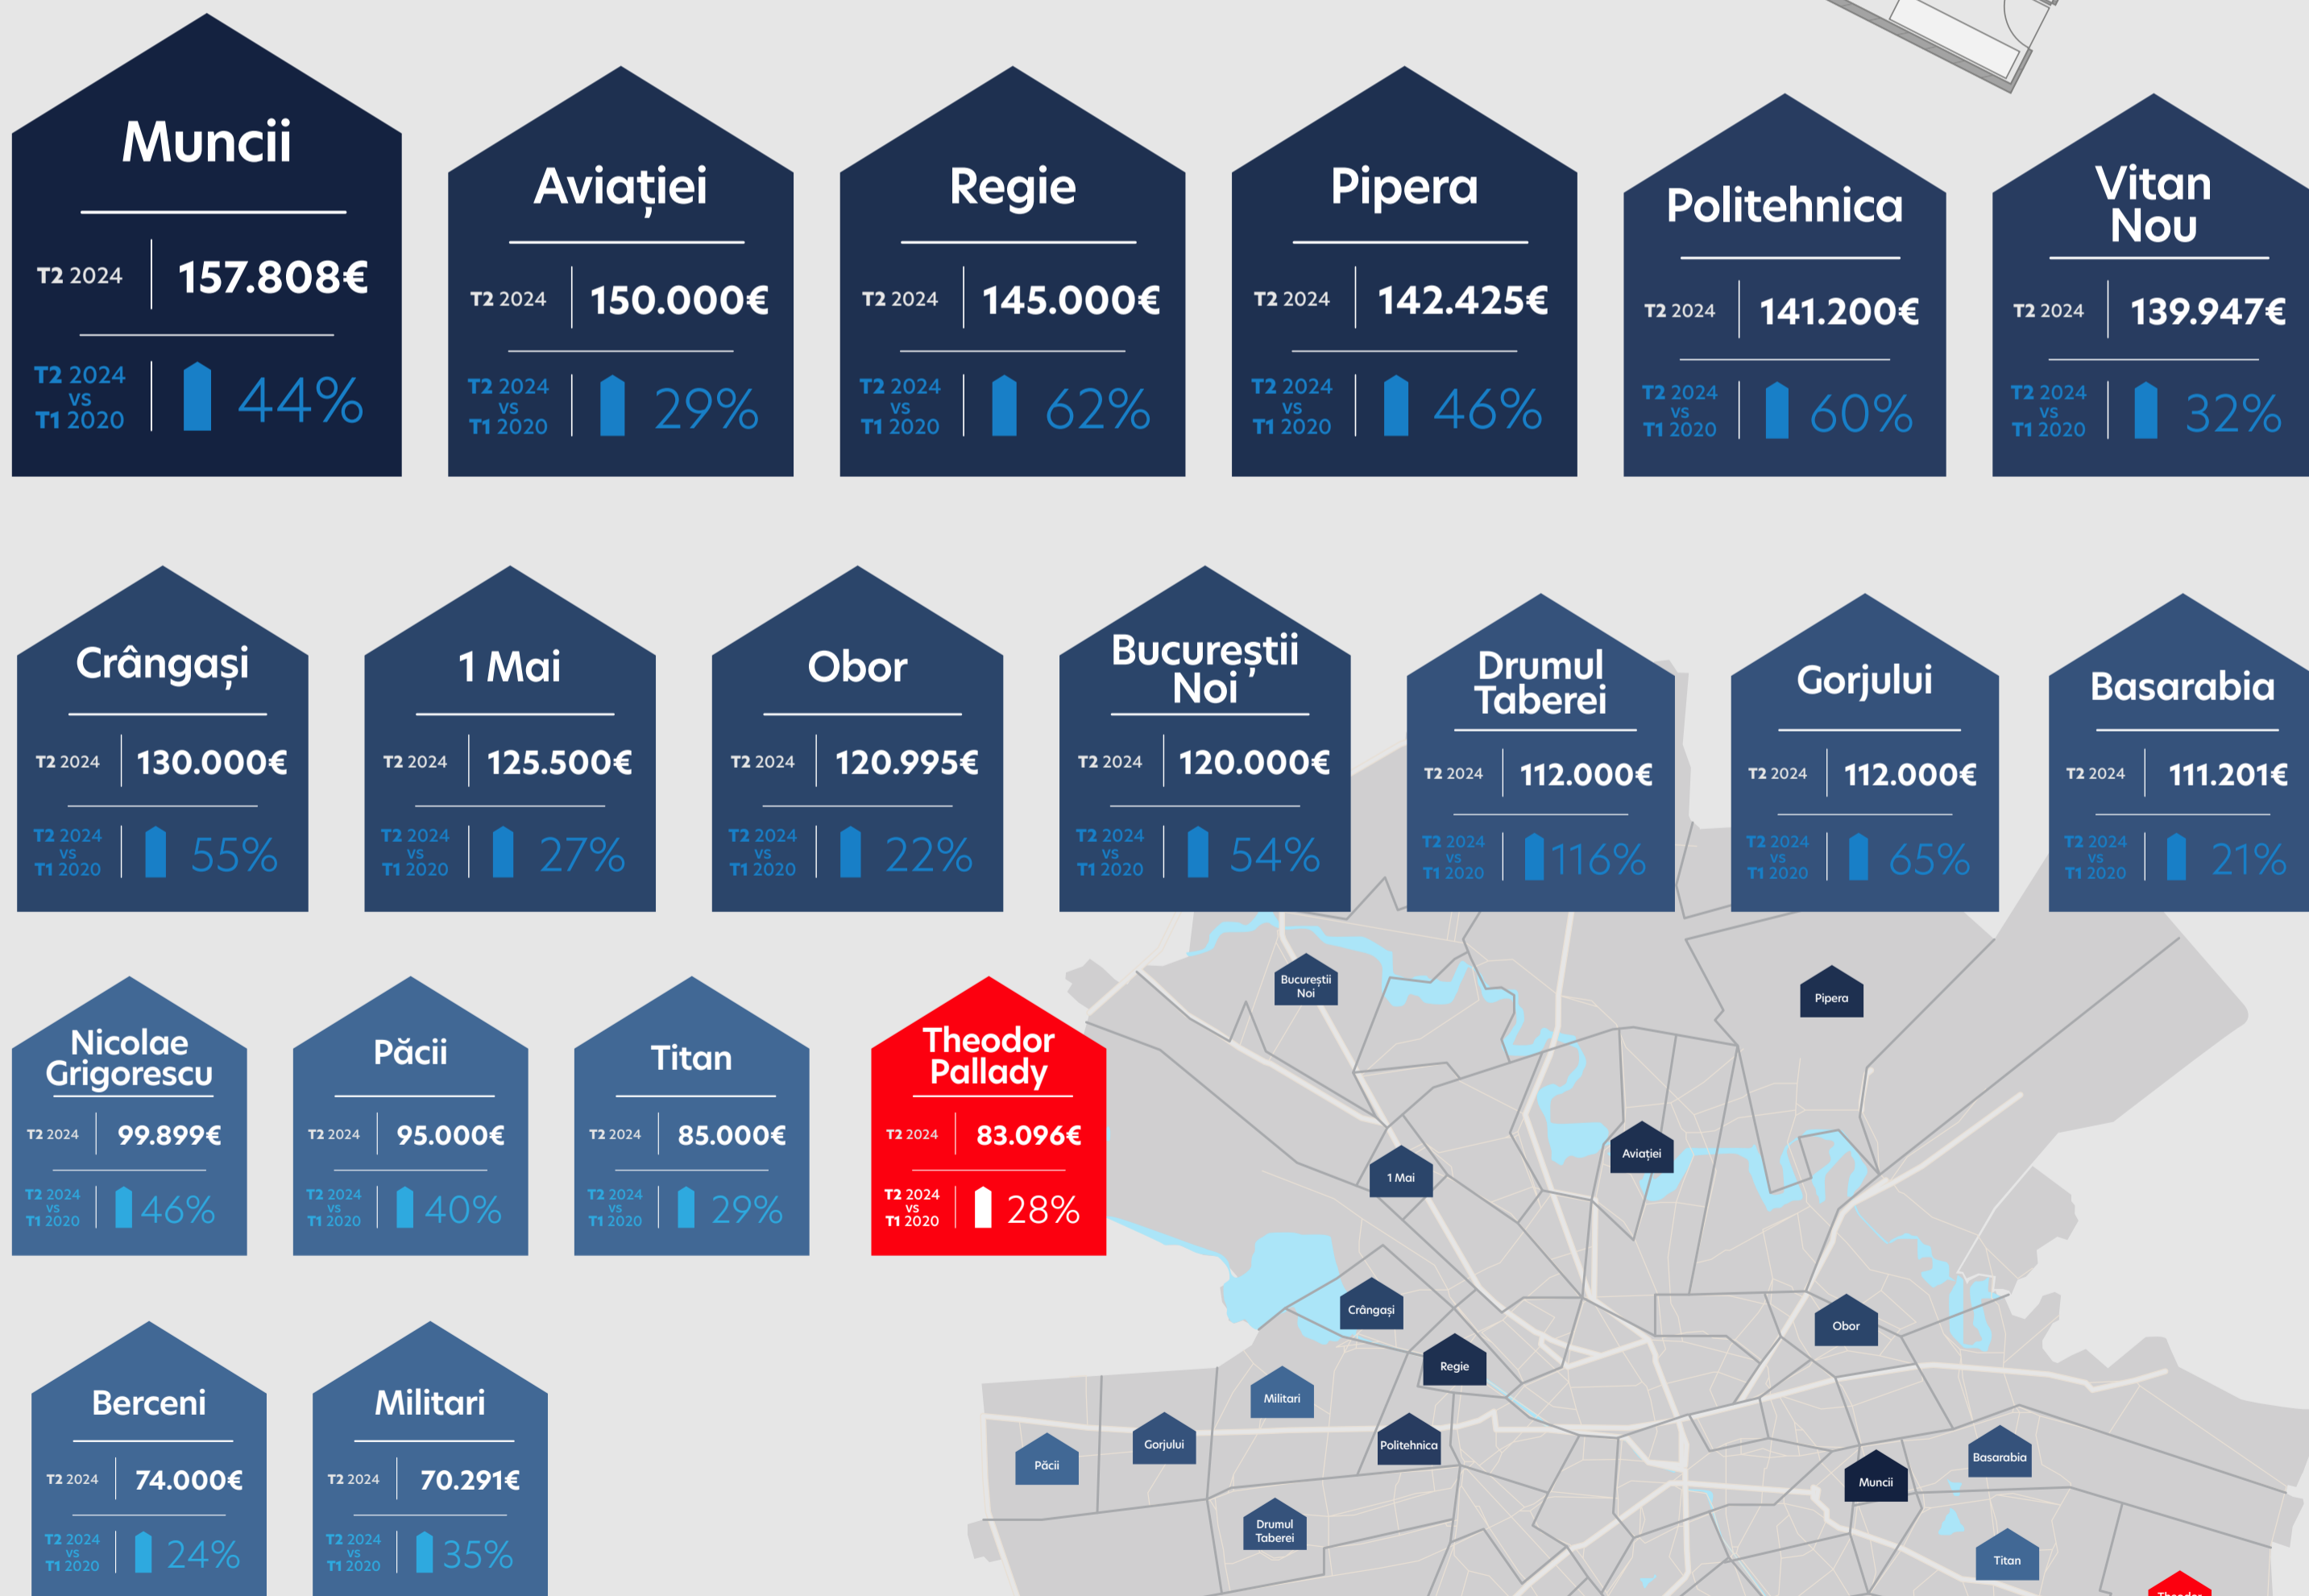 Muncii
T2 2024
157.808€
T2 2024
vs
T1 2020
44%
Aviației
T2 2024
150.000€
T2 2024
vs
T1 2020
29%
Regie
T2 2024
145.000€
T2 2024
vs
T1 2020
62%
Pipera
T2 2024
142.425€
T2 2024
vs
T1 2020
46%
Politehnica
T2 2024
141.200€
T2 2024
vs
T1 2020
60%
Vitan
Nou
T2 2024
139.947€
T2 2024
vs
T1 2020
32%
Crângași
T2 2024
130.000€
T2 2024
vs
T1 2020
55%
1 Mai
T2 2024
125.500€
T2 2024
vs
T1 2020
27%
Obor
T2 2024
120.995€
T2 2024
vs
T1 2020
22%
Bucureștii
Noi
T2 2024
120.000€
T2 2024
vs
T1 2020
54%
Drumul
Taberei
T2 2024
112.000€
T2 2024
vs
T1 2020
116%
Gorjului
T2 2024
112.000€
T2 2024
vs
T1 2020
65%
Basarabia
T2 2024
111.201€
T2 2024
vs
T1 2020
21%
Nicolae
Grigorescu
T2 2024
99.899€
T2 2024
vs
T1 2020
46%
Păcii
T2 2024
95.000€
T2 2024
vs
T1 2020
40%
Titan
T2 2024
85.000€
T2 2024
vs
T1 2020
29%
Theodor
Pallady
T2 2024
83.096€
T2 2024
vs
T1 2020
28%
Berceni
T2 2024
74.000€
T2 2024
vs
T1 2020
24%
Militari
T2 2024
70.291€
T2 2024
vs
T1 2020
35%
Bucureștii
Noi
Pipera
Aviației
1 Mai
Crângași
Obor
Regie
Militari
Gorjului
Politehnica
Păcii
Basarabia
Muncii
Drumul
Taberei
Titan
Theodor